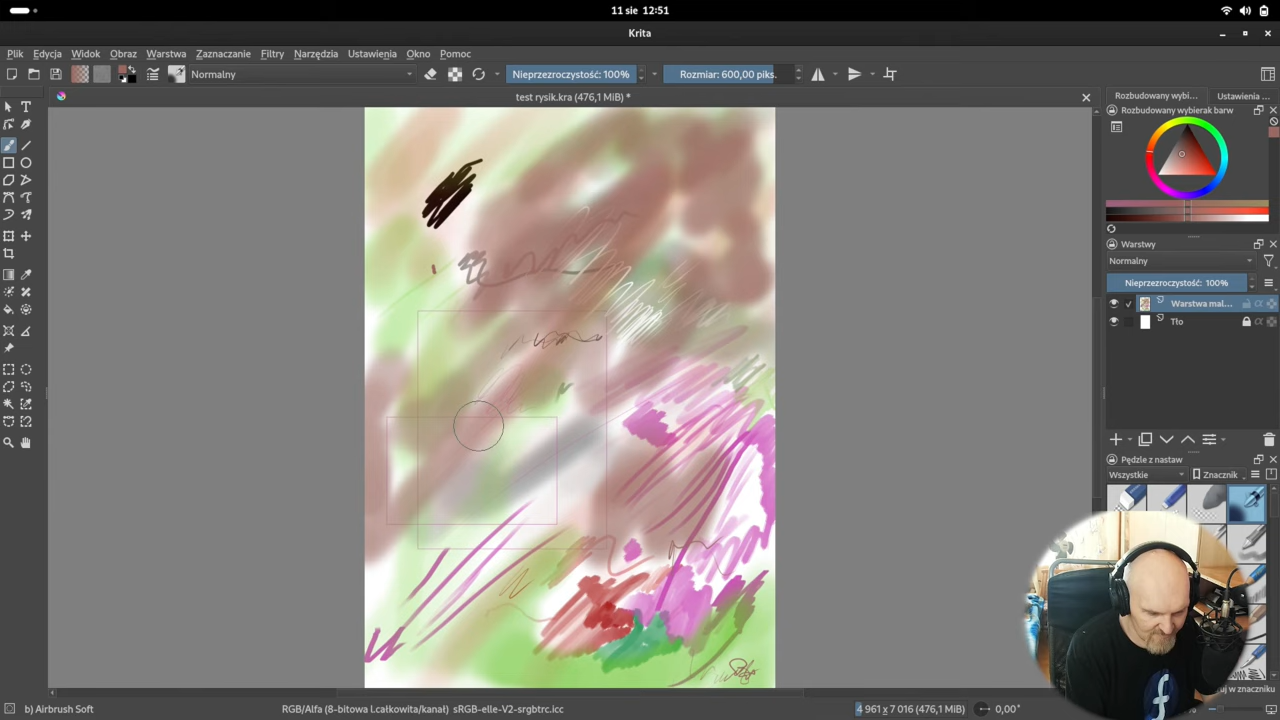 11 sie 12:51
Krita
Plik Edycja Widok Obraz Warstwa Zaznaczanie Filtry Narzędzia Ustawienia Okno Pomoc
Normalny Nieprzezroczystość: 100% Rozmiar: 600,00 piks.
test rysik.kra (476,1 MiB) *
Rozbudowany wybi... Ustawienia ...
Rozbudowany wybierak barw
Warstwy
Normalny
Nieprzezroczystość: 100%
Warstwa mal...
Tło
Pędzle z nastaw
Wszystkie Znacznik
b) Airbrush Soft RGB/Alfa (8-bitowa l.całkowita/kanał) sRGB-elle-V2-srgbtrc.icc 4 961 x 7 016 (476,1 MiB) 0,00°